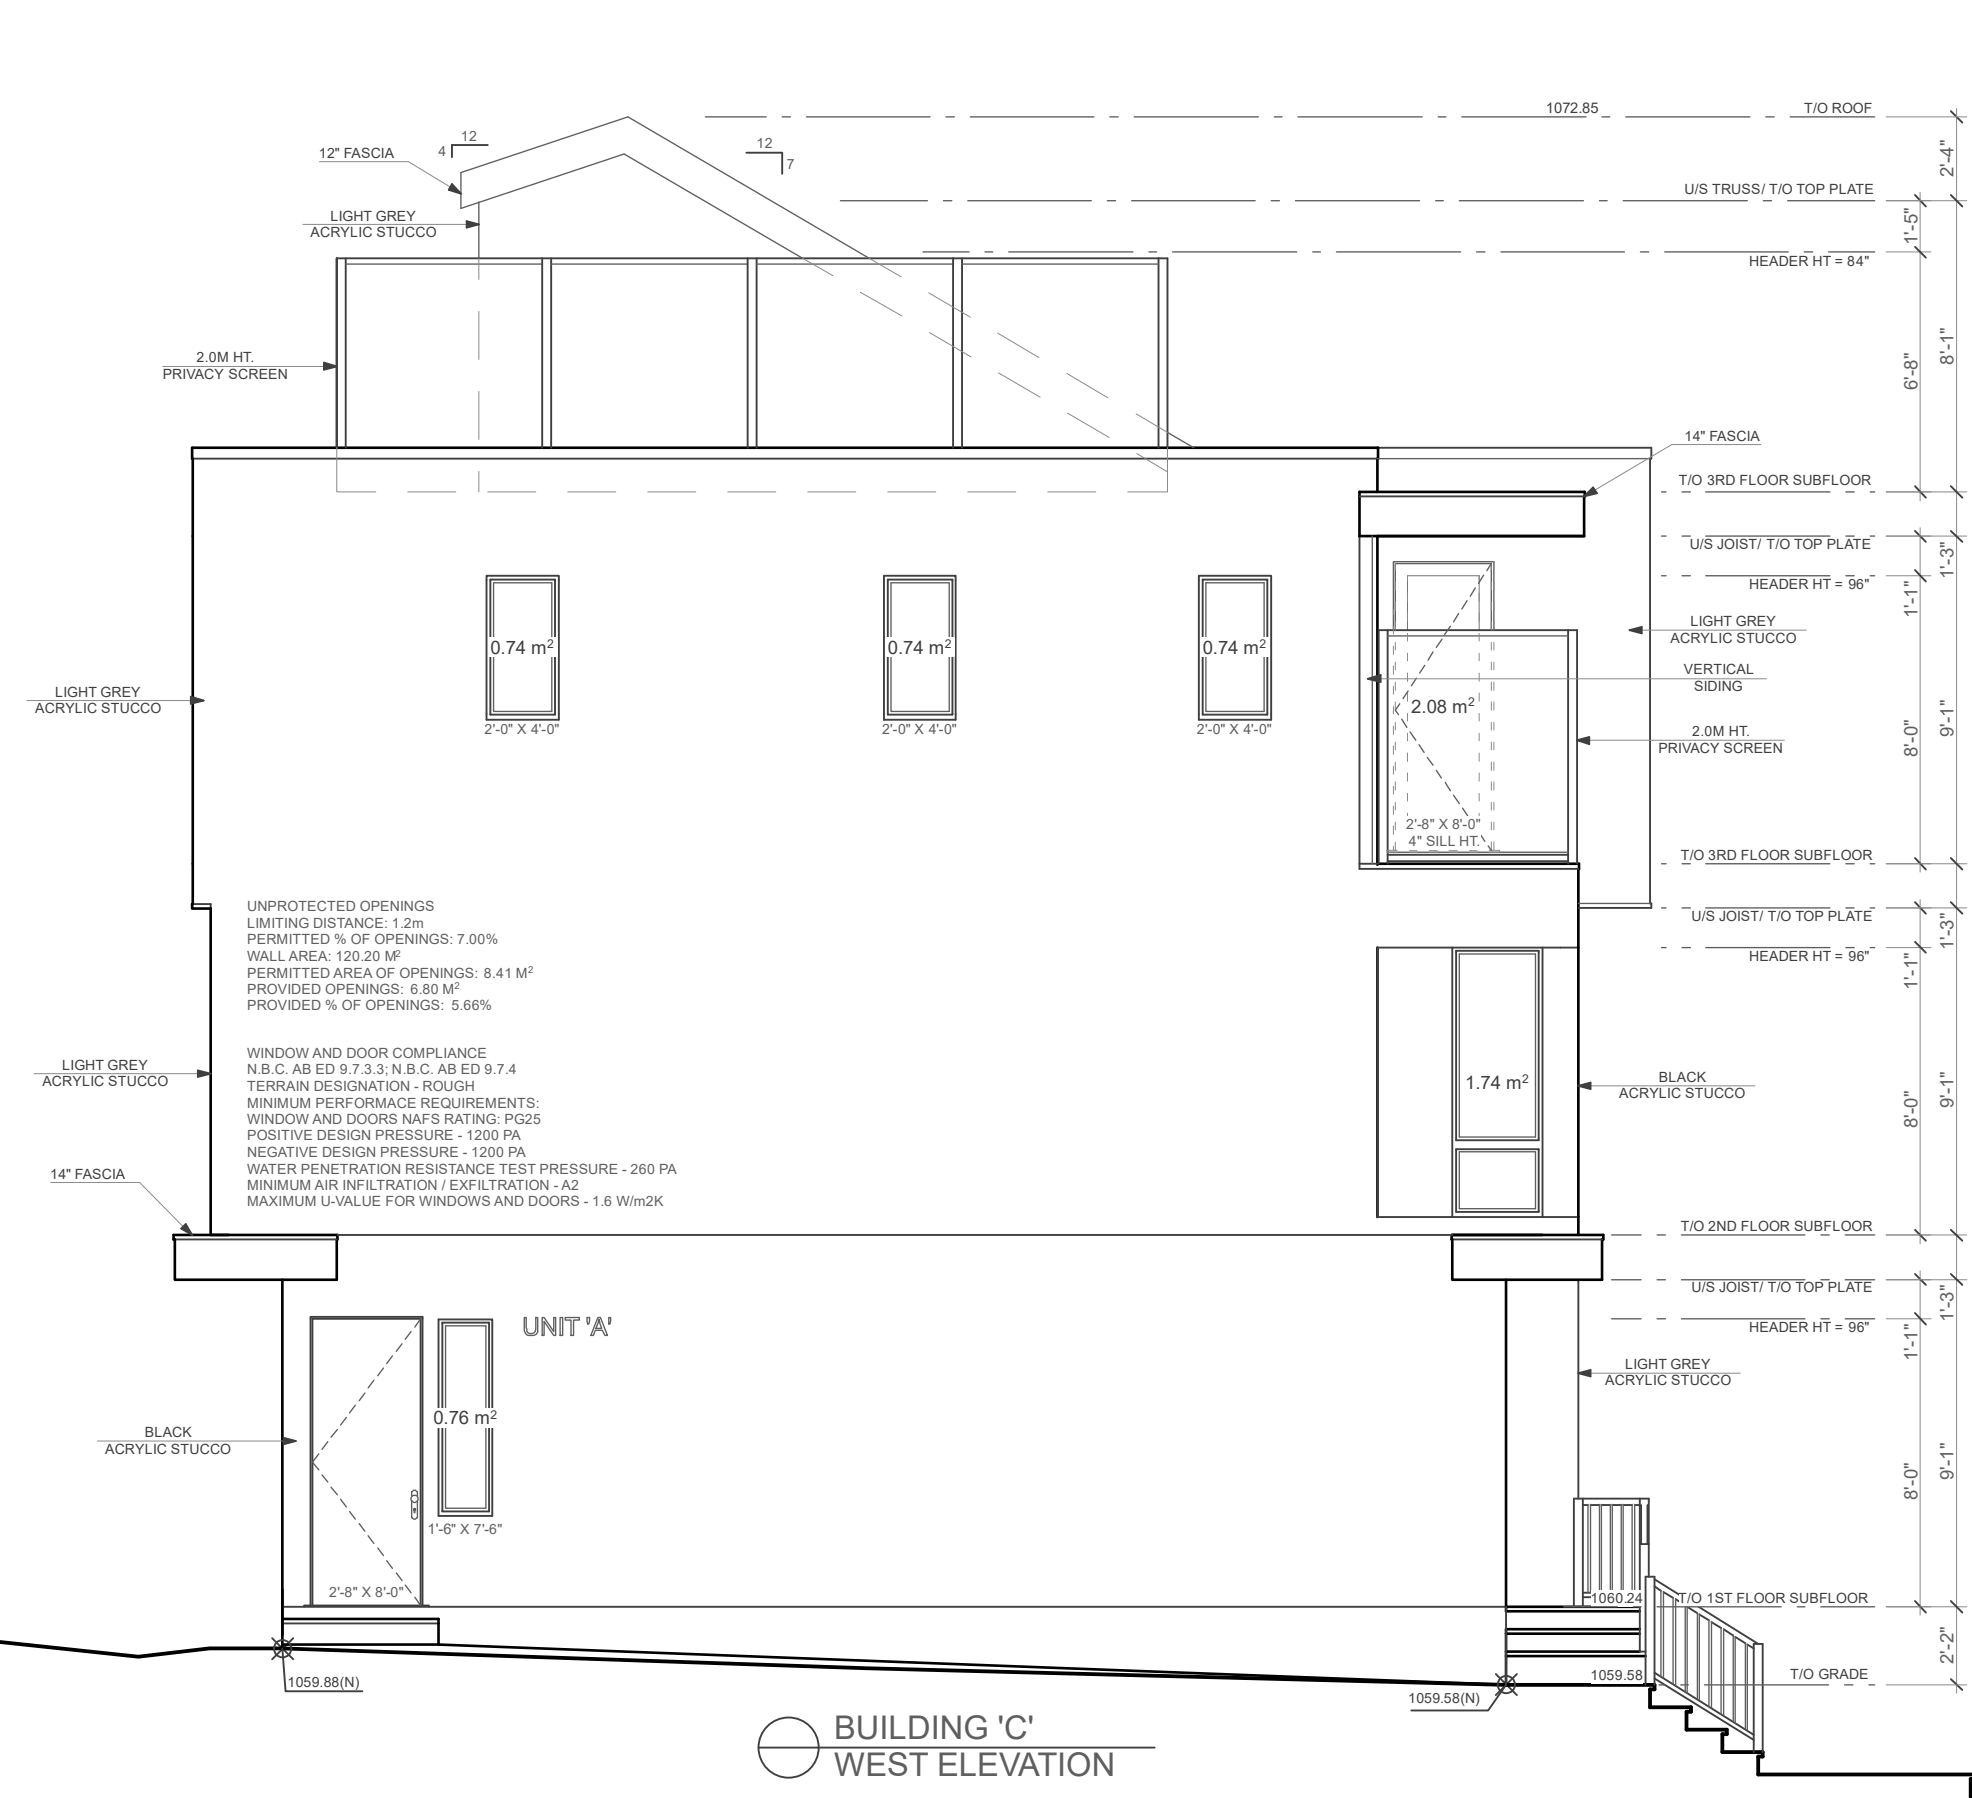 1072.85
T/O ROOF
12
4
12
7
12" FASCIA
2'-4"
U/S TRUSS/ T/O TOP PLATE
LIGHT GREY
ACRYLIC STUCCO
1'-5"
HEADER HT = 84"
2.0M HT.
PRIVACY SCREEN
6'-8"
8'-1"
14" FASCIA
T/O 3RD FLOOR SUBFLOOR
U/S JOIST/ T/O TOP PLATE
1'-3"
HEADER HT = 96"
1'-1"
LIGHT GREY
ACRYLIC STUCCO
0.74 m²
0.74 m²
0.74 m²
VERTICAL
SIDING
LIGHT GREY
ACRYLIC STUCCO
2.08 m²
2'-0" X 4'-0"
2'-0" X 4'-0"
2'-0" X 4'-0"
2.0M HT.
PRIVACY SCREEN
8'-0"
9'-1"
2'-8" X 8'-0"
4" SILL HT.
T/O 3RD FLOOR SUBFLOOR
UNPROTECTED OPENINGS
LIMITING DISTANCE: 1.2m
PERMITTED % OF OPENINGS: 7.00%
WALL AREA: 120.20 M²
PERMITTED AREA OF OPENINGS: 8.41 M²
PROVIDED OPENINGS: 6.80 M²
PROVIDED % OF OPENINGS: 5.66%
U/S JOIST/ T/O TOP PLATE
1'-3"
HEADER HT = 96"
1'-1"
WINDOW AND DOOR COMPLIANCE
N.B.C. AB ED 9.7.3.3; N.B.C. AB ED 9.7.4
TERRAIN DESIGNATION - ROUGH
MINIMUM PERFORMACE REQUIREMENTS:
WINDOW AND DOORS NAFS RATING: PG25
POSITIVE DESIGN PRESSURE - 1200 PA
NEGATIVE DESIGN PRESSURE - 1200 PA
WATER PENETRATION RESISTANCE TEST PRESSURE - 260 PA
MINIMUM AIR INFILTRATION / EXFILTRATION - A2
MAXIMUM U-VALUE FOR WINDOWS AND DOORS - 1.6 W/m2K
LIGHT GREY
ACRYLIC STUCCO
1.74 m²
BLACK
ACRYLIC STUCCO
8'-0"
9'-1"
14" FASCIA
T/O 2ND FLOOR SUBFLOOR
U/S JOIST/ T/O TOP PLATE
1'-3"
UNIT 'A'
HEADER HT = 96"
1'-1"
LIGHT GREY
ACRYLIC STUCCO
0.76 m²
BLACK
ACRYLIC STUCCO
8'-0"
9'-1"
1'-6" X 7'-6"
2'-8" X 8'-0"
1060.24
T/O 1ST FLOOR SUBFLOOR
2'-2"
1059.88(N)
1059.58(N)
1059.58
T/O GRADE
BUILDING 'C'
WEST ELEVATION